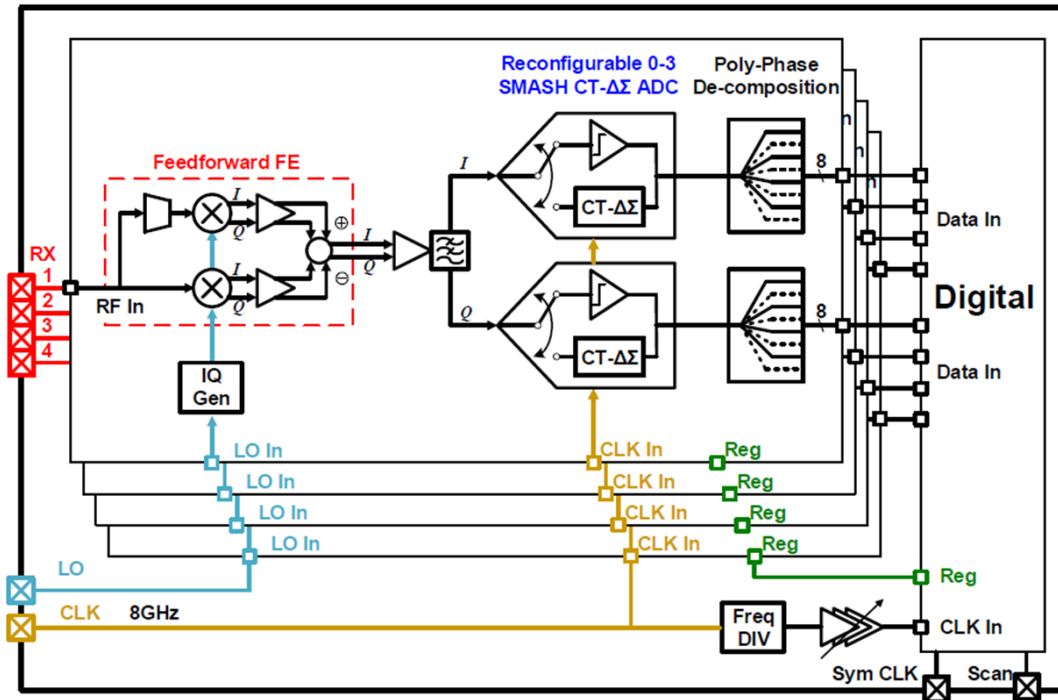 Reconfigurable 0-3
SMASH CT-ΔΣ ADC
Poly-Phase
De-composition
n
n
n
Feedforward FE
I
Q
I
Q
⊕
⊖
I
Q
I
Q
CT-ΔΣ
CT-ΔΣ
8
8
RX
1
2
3
4
RF In
IQ
Gen
Data In
Digital
Data In
LO In
LO In
LO In
LO In
CLK In
CLK In
CLK In
CLK In
Reg
Reg
Reg
Reg
LO
Reg
CLK 8GHz
Freq
DIV
CLK In
Sym CLK
Scan